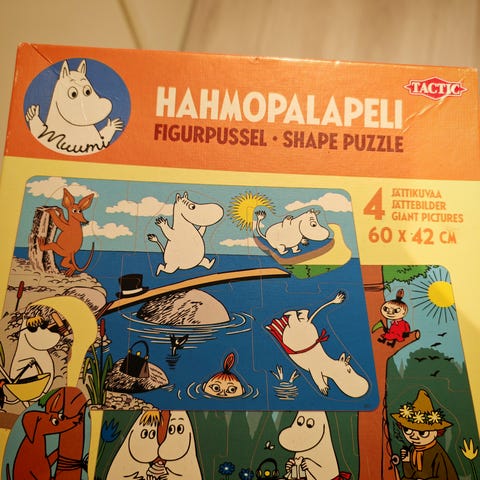 Muumi
HAHMOPALAPELI
TACTIC
FIGURPUSSEL • SHAPE PUZZLE
4 JÄTTIKUVAA
JÄTTEBILDER
GIANT PICTURES
60 X 42 CM